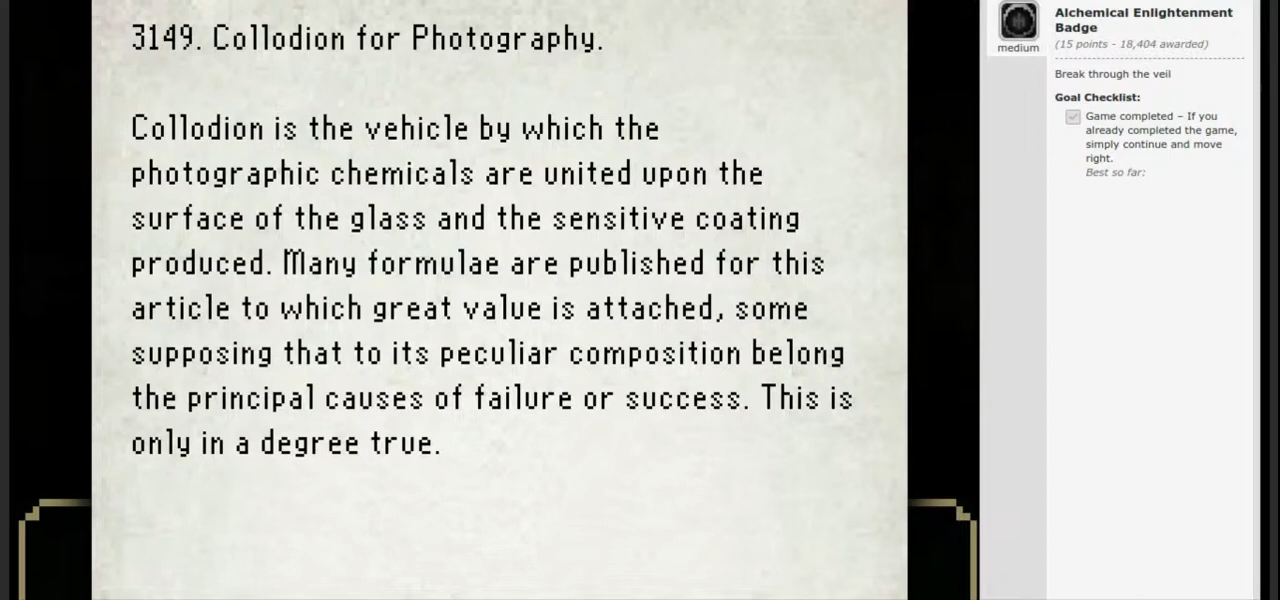 3149. Collodion for Photography.
Collodion is the vehicle by which the
photographic chemicals are united upon the
surface of the glass and the sensitive coating
produced. Many formulae are published for this
article to which great value is attached, some
supposing that to its peculiar composition belong
the principal causes of failure or success. This is
only in a degree true.
medium
Alchemical Enlightenment
Badge
(15 points - 18,404 awarded)
Break through the veil
Goal Checklist:
Game completed – If you
already completed the game,
simply continue and move
right.
Best so far: